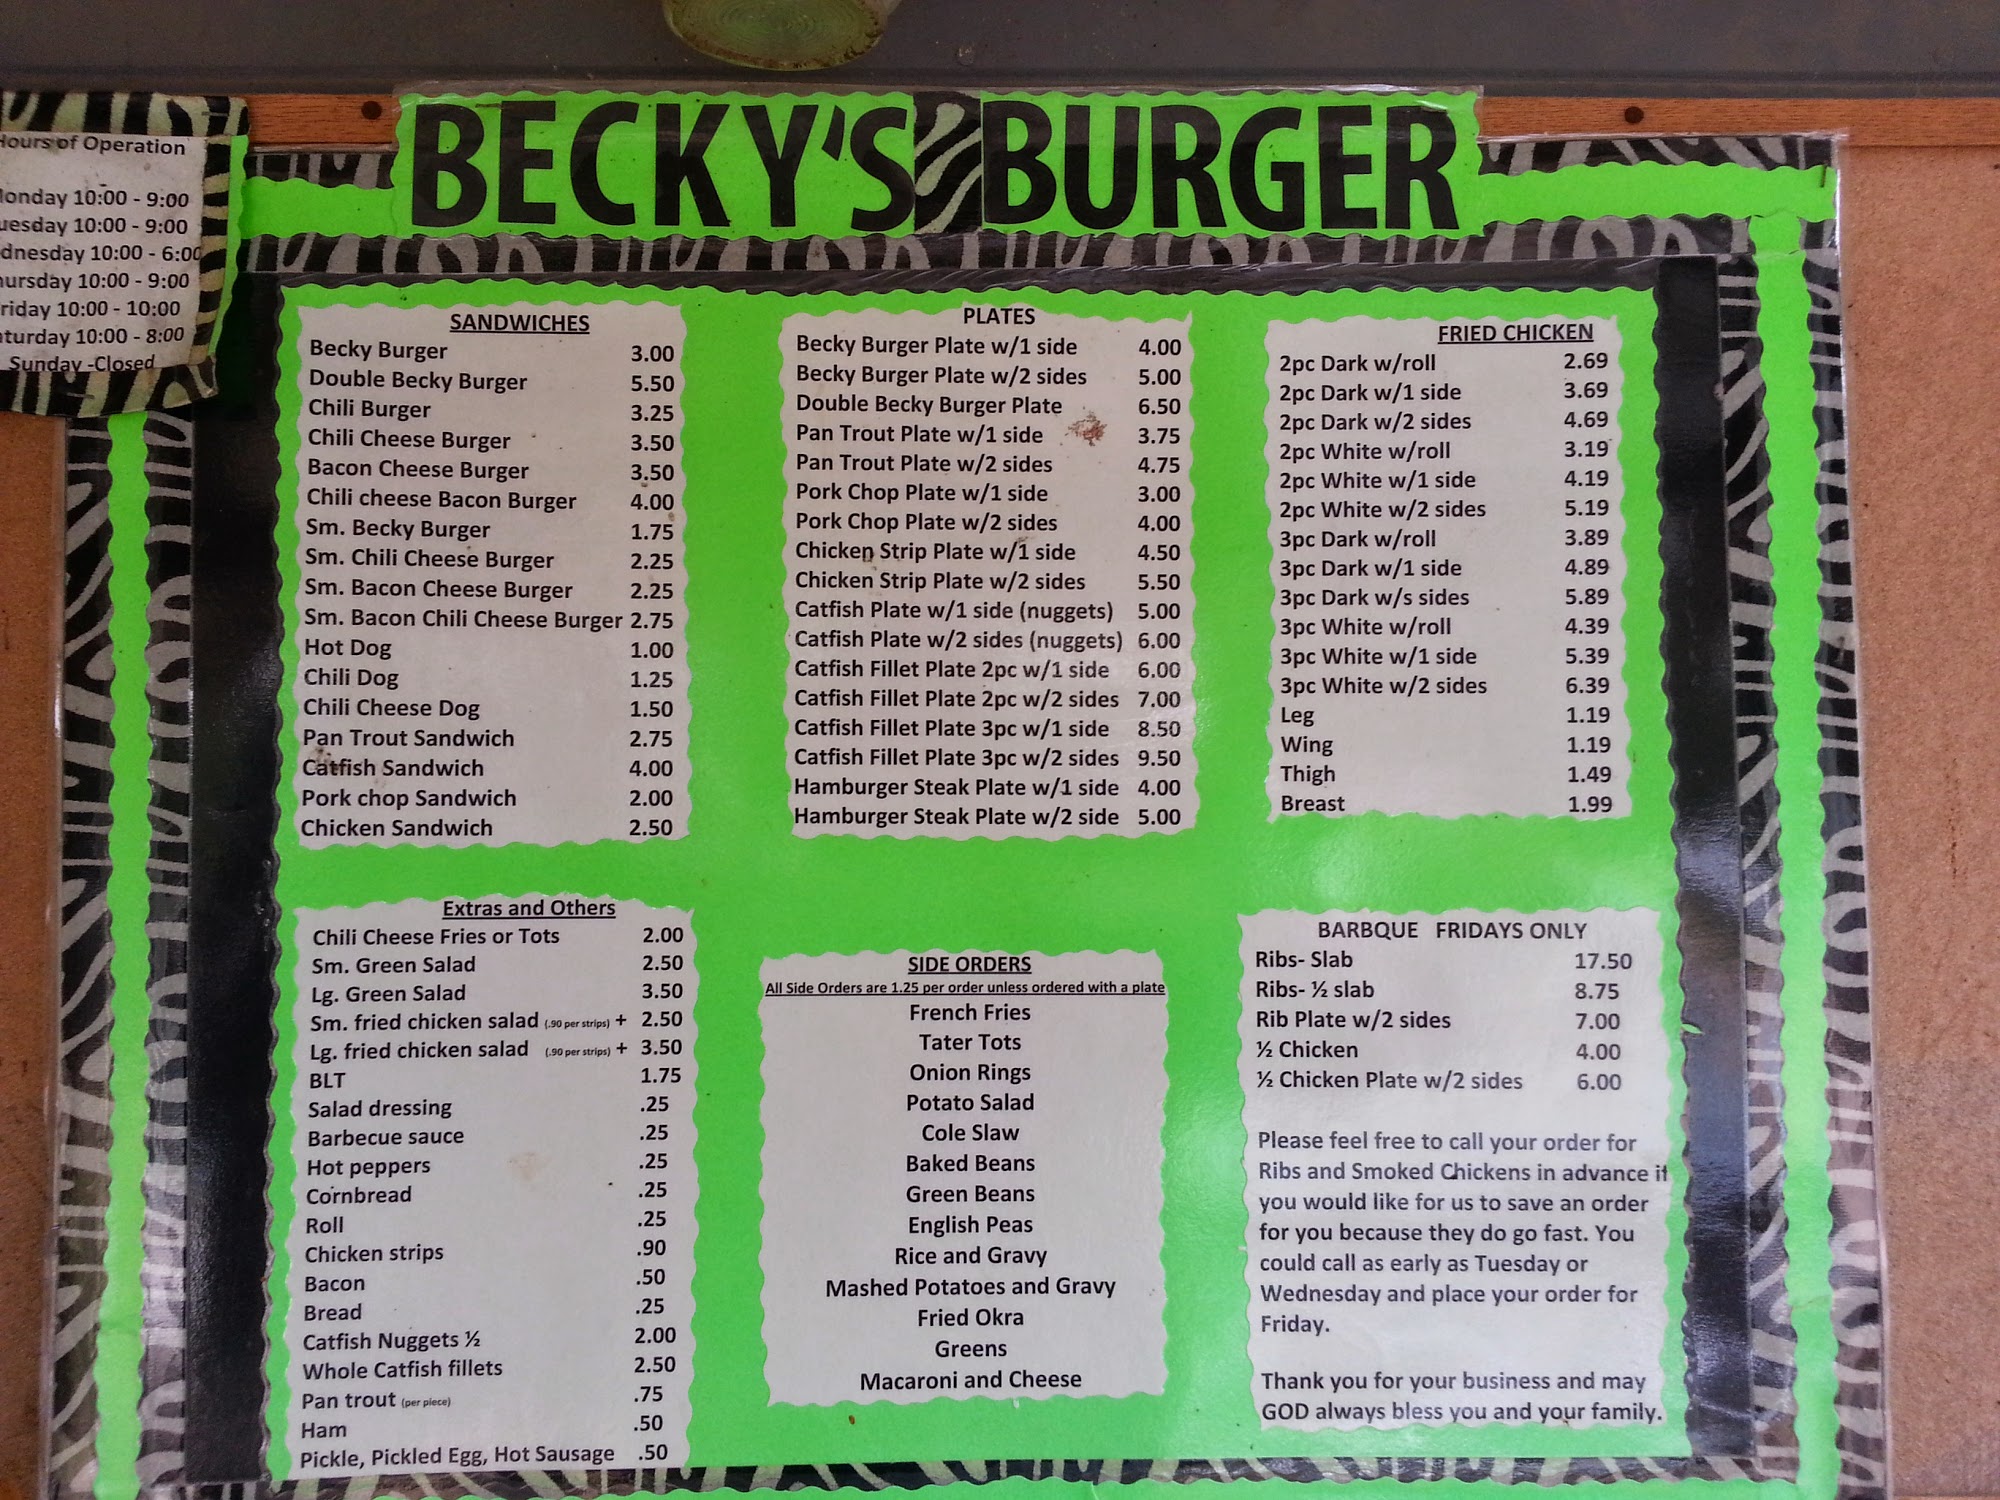 BECKY'S BURGER
Hours of Operation
Monday 10:00 - 9:00
Tuesday 10:00 - 9:00
Wednesday 10:00 - 6:00
Thursday 10:00 - 9:00
Friday 10:00 - 10:00
Saturday 10:00 - 8:00
Sunday -Closed
SANDWICHES
Becky Burger 3.00
Double Becky Burger 5.50
Chili Burger 3.25
Chili Cheese Burger 3.50
Bacon Cheese Burger 3.50
Chili cheese Bacon Burger 4.00
Sm. Becky Burger 1.75
Sm. Chili Cheese Burger 2.25
Sm. Bacon Cheese Burger 2.25
Sm. Bacon Chili Cheese Burger 2.75
Hot Dog 1.00
Chili Dog 1.25
Chili Cheese Dog 1.50
Pan Trout Sandwich 2.75
Catfish Sandwich 4.00
Pork chop Sandwich 2.00
Chicken Sandwich 2.50
PLATES
Becky Burger Plate w/1 side 4.00
Becky Burger Plate w/2 sides 5.00
Double Becky Burger Plate 6.50
Pan Trout Plate w/1 side 3.75
Pan Trout Plate w/2 sides 4.75
Pork Chop Plate w/1 side 3.00
Pork Chop Plate w/2 sides 4.00
Chicken Strip Plate w/1 side 4.50
Chicken Strip Plate w/2 sides 5.50
Catfish Plate w/1 side (nuggets) 5.00
Catfish Plate w/2 sides (nuggets) 6.00
Catfish Fillet Plate 2pc w/1 side 6.00
Catfish Fillet Plate 2pc w/2 sides 7.00
Catfish Fillet Plate 3pc w/1 side 8.50
Catfish Fillet Plate 3pc w/2 sides 9.50
Hamburger Steak Plate w/1 side 4.00
Hamburger Steak Plate w/2 side 5.00
FRIED CHICKEN
2pc Dark w/roll 2.69
2pc Dark w/1 side 3.69
2pc Dark w/2 sides 4.69
2pc White w/roll 3.19
2pc White w/1 side 4.19
2pc White w/2 sides 5.19
3pc Dark w/roll 3.89
3pc Dark w/1 side 4.89
3pc Dark w/s sides 5.89
3pc White w/roll 4.39
3pc White w/1 side 5.39
3pc White w/2 sides 6.39
Leg 1.19
Wing 1.19
Thigh 1.49
Breast 1.99
Extras and Others
Chili Cheese Fries or Tots 2.00
Sm. Green Salad 2.50
Lg. Green Salad 3.50
Sm. fried chicken salad (.90 per strips) + 2.50
Lg. fried chicken salad (.90 per strips) + 3.50
BLT 1.75
Salad dressing .25
Barbecue sauce .25
Hot peppers .25
Cornbread .25
Roll .25
Chicken strips .90
Bacon .50
Bread .25
Catfish Nuggets ½ 2.00
Whole Catfish fillets 2.50
Pan trout (per piece) .75
Ham .50
Pickle, Pickled Egg, Hot Sausage .50
SIDE ORDERS
All Side Orders are 1.25 per order unless ordered with a plate
French Fries
Tater Tots
Onion Rings
Potato Salad
Cole Slaw
Baked Beans
Green Beans
English Peas
Rice and Gravy
Mashed Potatoes and Gravy
Fried Okra
Greens
Macaroni and Cheese
BARBQUE FRIDAYS ONLY
Ribs- Slab 17.50
Ribs- ½ slab 8.75
Rib Plate w/2 sides 7.00
½ Chicken 4.00
½ Chicken Plate w/2 sides 6.00
Please feel free to call your order for
Ribs and Smoked Chickens in advance if
you would like for us to save an order
for you because they do go fast. You
could call as early as Tuesday or
Wednesday and place your order for
Friday.
Thank you for your business and may
GOD always bless you and your family.